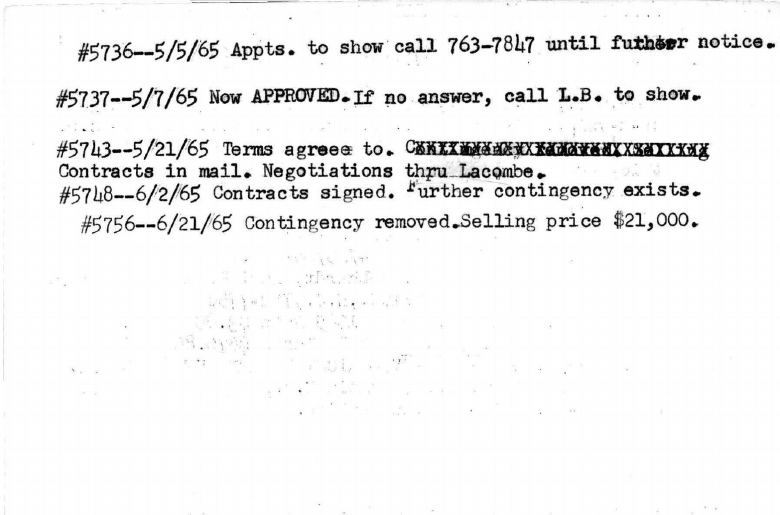 #5736--5/5/65 Appts. to show call 763-7847 until futher notice.
#5737--5/7/65 Now APPROVED.If no answer, call L.B. to show.
#5743--5/21/65 Terms agreee to.
Contracts in mail. Negotiations thru Lacombe.
#5748--6/2/65 Contracts signed. Further contingency exists.
#5756--6/21/65 Contingency removed.Selling price $21,000.